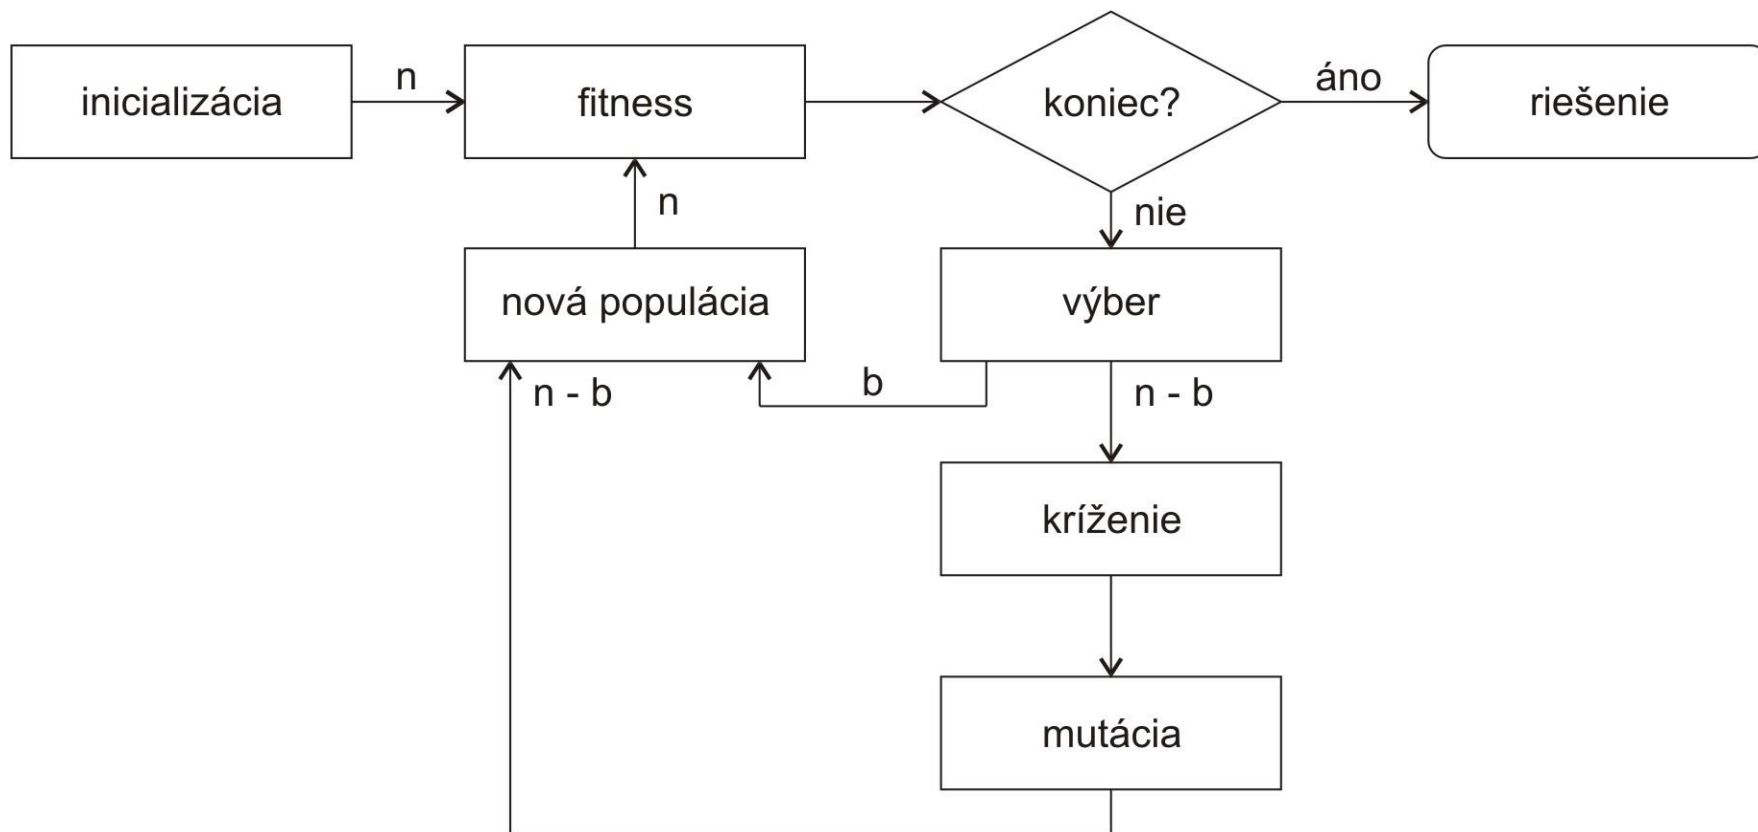 inicializácia
n
fitness
koniec?
áno
riešenie
n
nie
nová populácia
výber
n - b
b
n - b
kríženie
mutácia